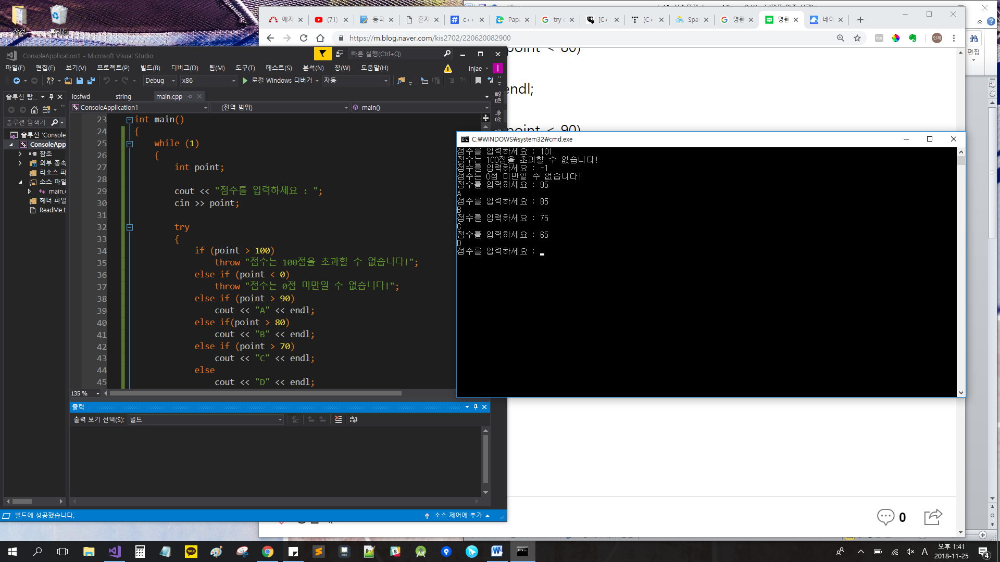 잡것
휴지통
애자
(71)
동국
혼자
c++
Papa
try c
[C+
[C+
Spa
명품
명품
네이
https://m.blog.naver.com/kis2702/220620082900
인제
편집
ConsoleApplication1 - Microsoft Visual Studio
빠른 실행(Ctrl+Q)
파일(F) 편집(E) 보기(V) 프로젝트(P) 빌드(B) 디버그(D) 팀(M) 도구(T) 테스트(S) 분석(N) 창(W) 도움말(H)
injae
Debug x86 로컬 Windows 디버거 자동
솔루션 탐...
iosfwd string main.cpp
ConsoleApplication1 (전역 범위) main()
솔루션 탐색기
솔루션 'Console
ConsoleApp
참조
외부 종속
리소스 파
소스 파일
main.c
헤더 파일
ReadMe.t
23 int main()
24 {
25 while (1)
26 {
27 int point;
28
29 cout << "점수를 입력하세요 : ";
30 cin >> point;
31
32 try
33 {
34 if (point > 100)
35 throw "점수는 100점을 초과할 수 없습니다!";
36 else if (point < 0)
37 throw "점수는 0점 미만일 수 없습니다!";
38 else if (point > 90)
39 cout << "A" << endl;
40 else if(point > 80)
41 cout << "B" << endl;
42 else if (point > 70)
43 cout << "C" << endl;
44 else
45 cout << "D" << endl;
135 %
출력
출력 보기 선택(S): 빌드
빌드에 성공했습니다.
소스 제어에 추가
알림
속성
point < 80)
endl;
point < 90)
C:₩WINDOWS₩system32₩cmd.exe
점수를 입력하세요 : 101
점수는 100점을 초과할 수 없습니다!
점수를 입력하세요 : -1
점수는 0점 미만일 수 없습니다!
점수를 입력하세요 : 95
A
점수를 입력하세요 : 85
B
점수를 입력하세요 : 75
C
점수를 입력하세요 : 65
D
점수를 입력하세요 :
0
TALK
A
오후 1:41
2018-11-25
4